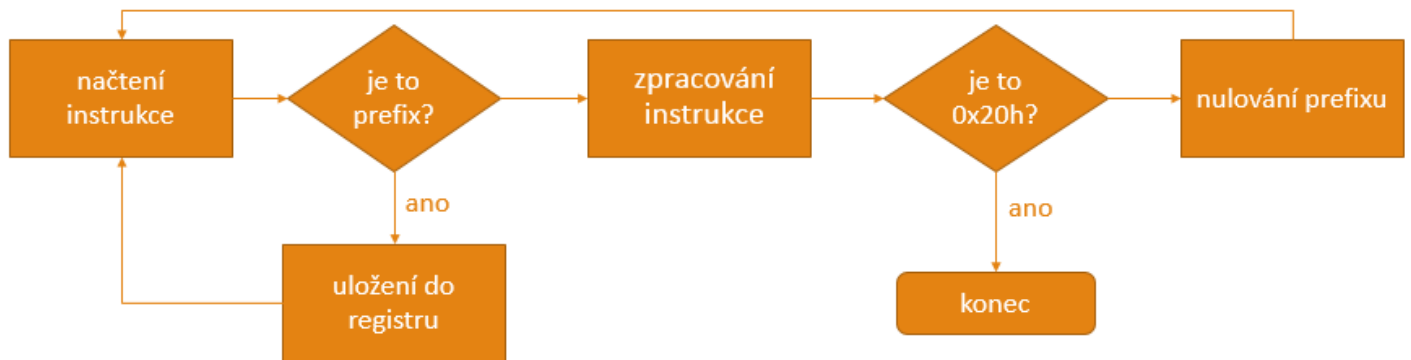 načtení
instrukce
je to
prefix?
zpracování
instrukce
je to
0x20h?
nulování prefixu
ano
ano
uložení do
registru
konec